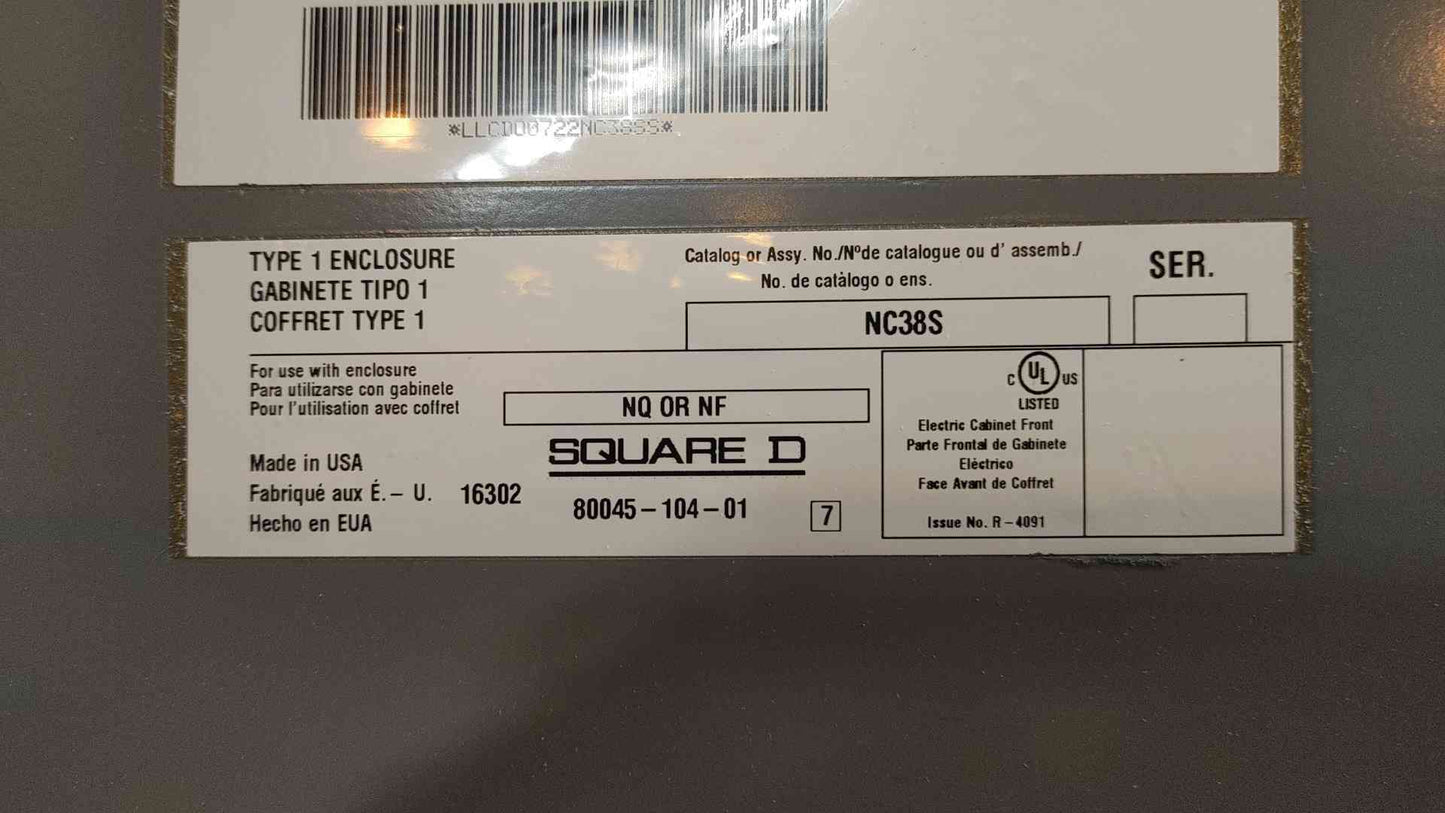 *LLCD00722NC38SS*
TYPE 1 ENCLOSURE
GABINETE TIPO 1
COFFRET TYPE 1
Catalog or Assy. No./Nºde catalogue ou d' assemb./
No. de catàlogo o ens.
SER.
NC38S
For use with enclosure
Para utilizarse con gabinete
Pour l'utilisation avec coffret
NQ OR NF
SQUARE D
Made in USA
Fabriqué aux É.– U. 16302
Hecho en EUA
80045–104–01
7
C UL US
LISTED
Electric Cabinet Front
Parte Frontal de Gabinete
Eléctrico
Face Avant de Coffret
Issue No. R–4091